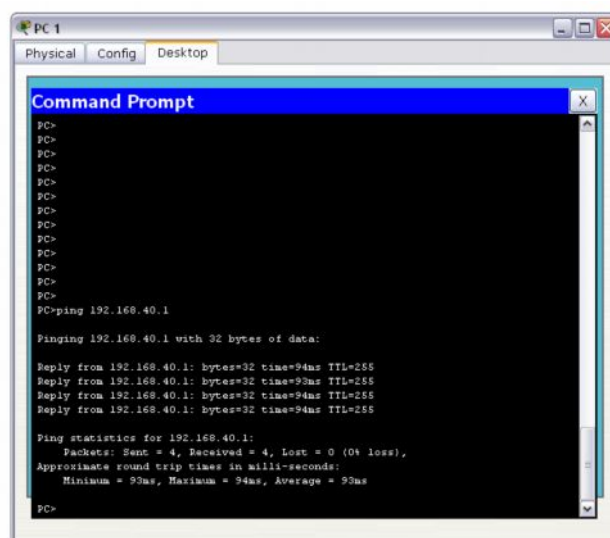 PC 1
Physical Config Desktop
Command Prompt X
PC>
PC>
PC>
PC>
PC>
PC>
PC>
PC>
PC>
PC>
PC>
PC>
PC>
PC>ping 192.168.40.1
Pinging 192.168.40.1 with 32 bytes of data:
Reply from 192.168.40.1: bytes=32 time=94ms TTL=255
Reply from 192.168.40.1: bytes=32 time=93ms TTL=255
Reply from 192.168.40.1: bytes=32 time=94ms TTL=255
Reply from 192.168.40.1: bytes=32 time=94ms TTL=255
Ping statistics for 192.168.40.1:
Packets: Sent = 4, Received = 4, Lost = 0 (0% loss),
Approximate round trip times in milli-seconds:
Minimum = 93ms, Maximum = 94ms, Average = 93ms
PC>